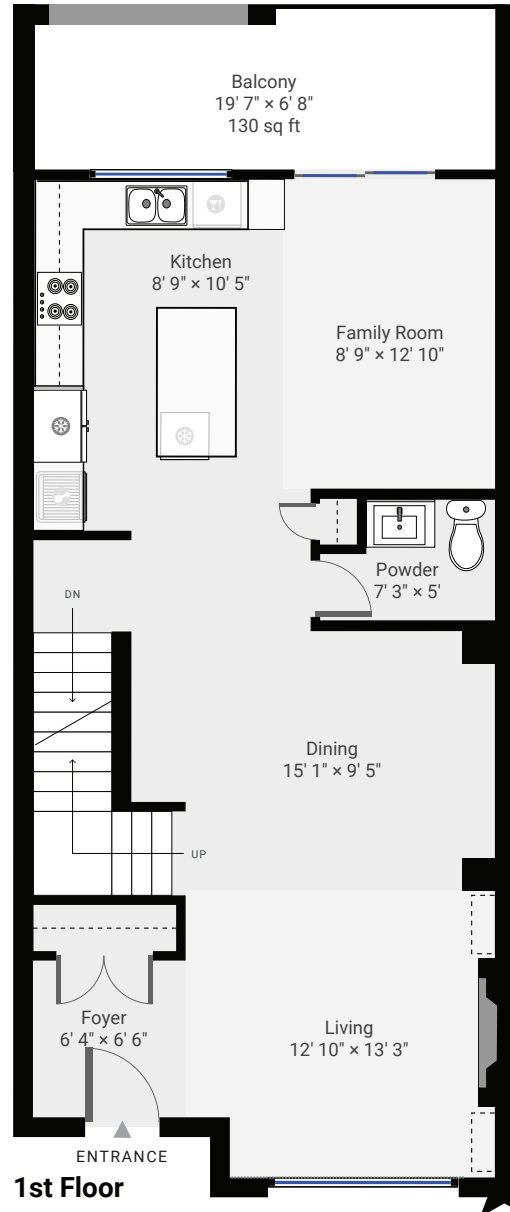 Balcony
19' 7" × 6' 8"
130 sq ft
Kitchen
8' 9" × 10' 5"
Family Room
8' 9" × 12' 10"
Powder
7' 3" × 5'
DN
Dining
15' 1" × 9' 5"
UP
Foyer
6' 4" × 6' 6"
Living
12' 10" × 13' 3"
ENTRANCE
1st Floor